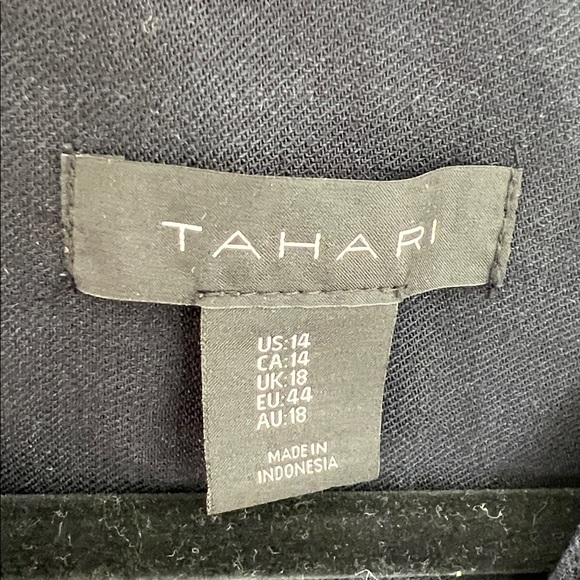 TAHARI
US:14
CA:14
UK:18
EU:44
AU:18
MADE IN
INDONESIA